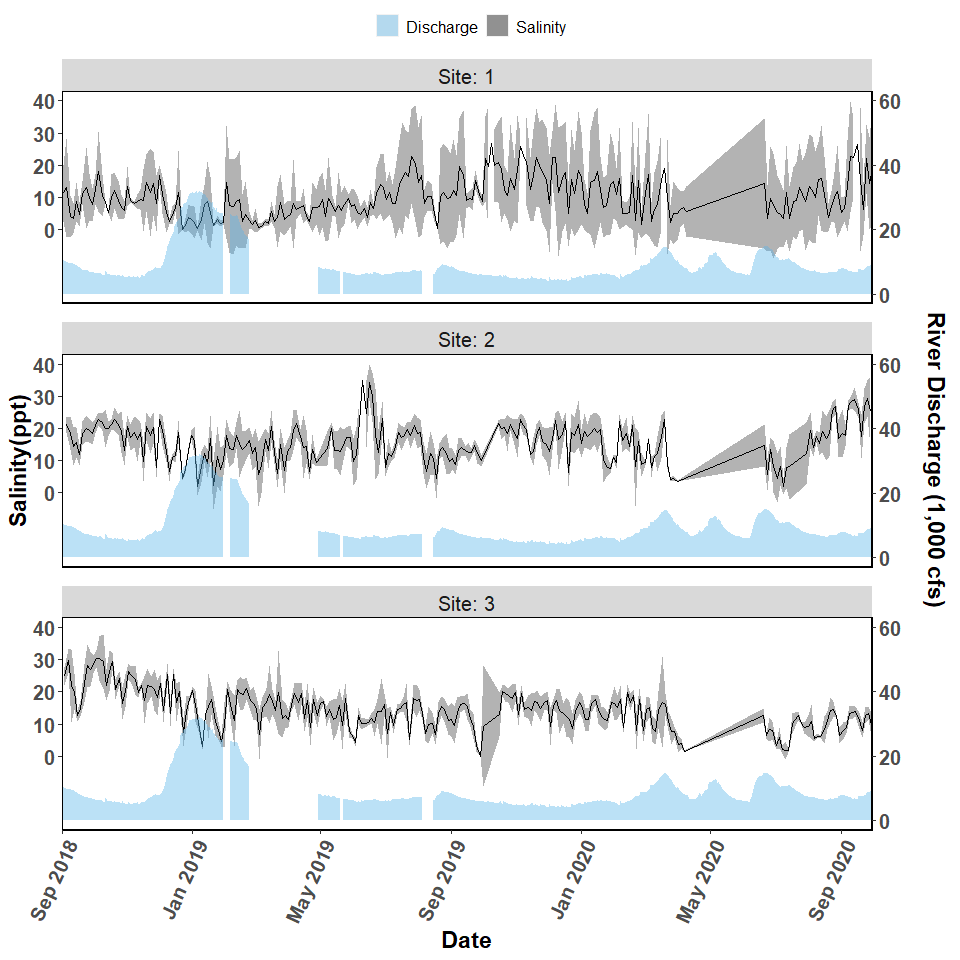 Discharge Salinity
Site: 1
40 60
30
20 40
10
0 20
0
Site: 2
40 60
30
20 40
10
0 20
0
Site: 3
40 60
30
20 40
10
0 20
0
Salinity(ppt)
River Discharge (1,000 cfs)
Sep 2018 Jan 2019 May 2019 Sep 2019 Jan 2020 May 2020 Sep 2020
Date